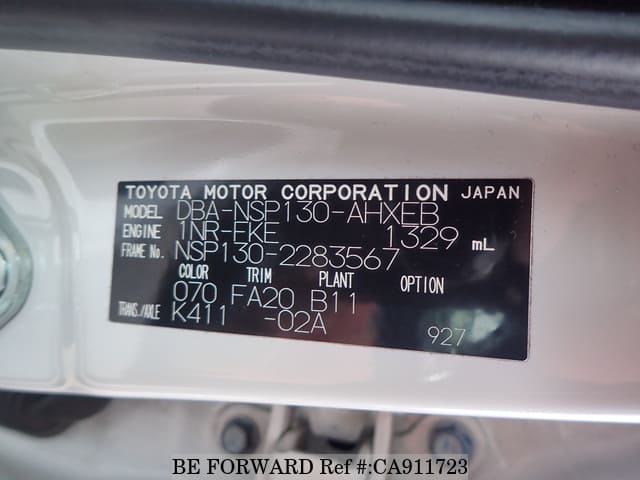 TOYOTA MOTOR CORPORATION JAPAN
MODEL DBA-NSP130-AHXEB
ENGINE 1NR-FKE 1329 mL
FRAME No. NSP130-2283567
COLOR TRIM PLANT OPTION
070 FA20 B11
TRANS./AXLE K411 -02A
927
BE FORWARD Ref #:CA911723